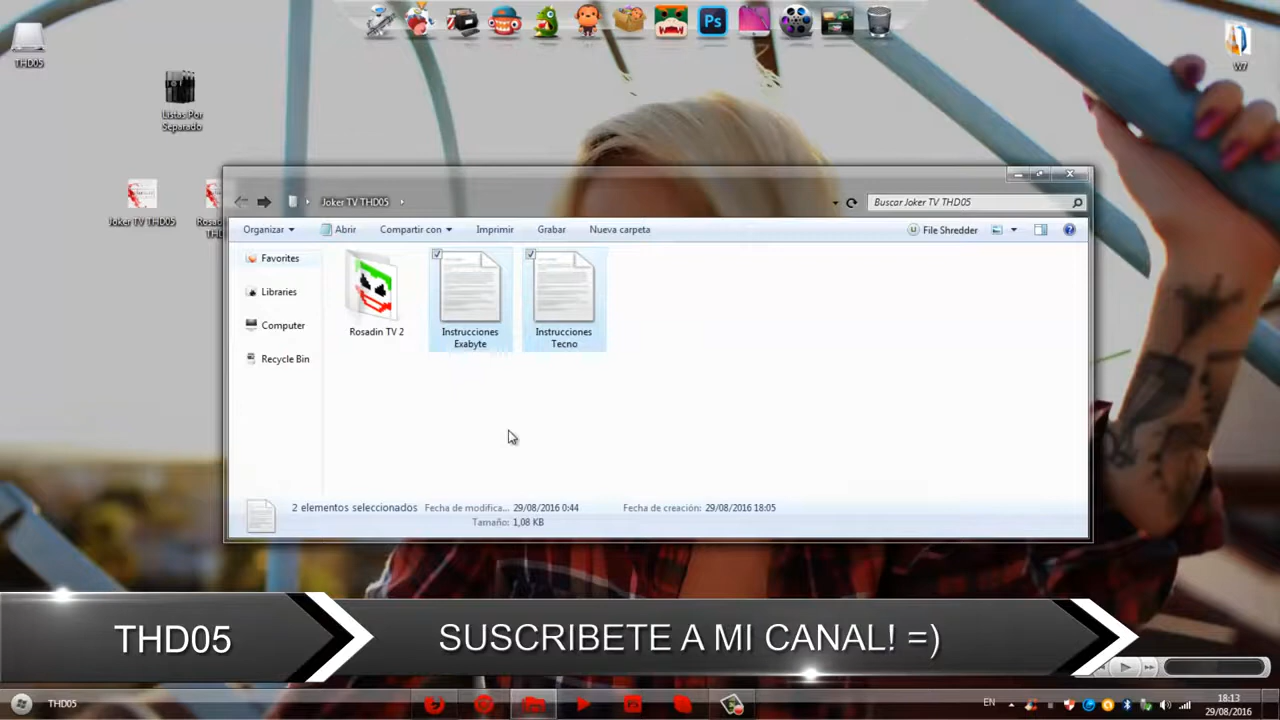 THD05
Listas Por
Separado
Joker TV THD05
W7
Ps
Joker TV THD05
Buscar Joker TV THD05
Organizar
Abrir
Compartir con
Imprimir
Grabar
Nueva carpeta
File Shredder
Favorites
Libraries
Computer
Recycle Bin
Rosadin TV 2
Instrucciones
Exabyte
Instrucciones
Tecno
2 elementos seleccionados
Fecha de modifica... 29/08/2016 0:44
Fecha de creación: 29/08/2016 18:05
Tamaño: 1,08 KB
THD05
SUSCRIBETE A MI CANAL! =)
THD05
EN
18:13
29/08/2016